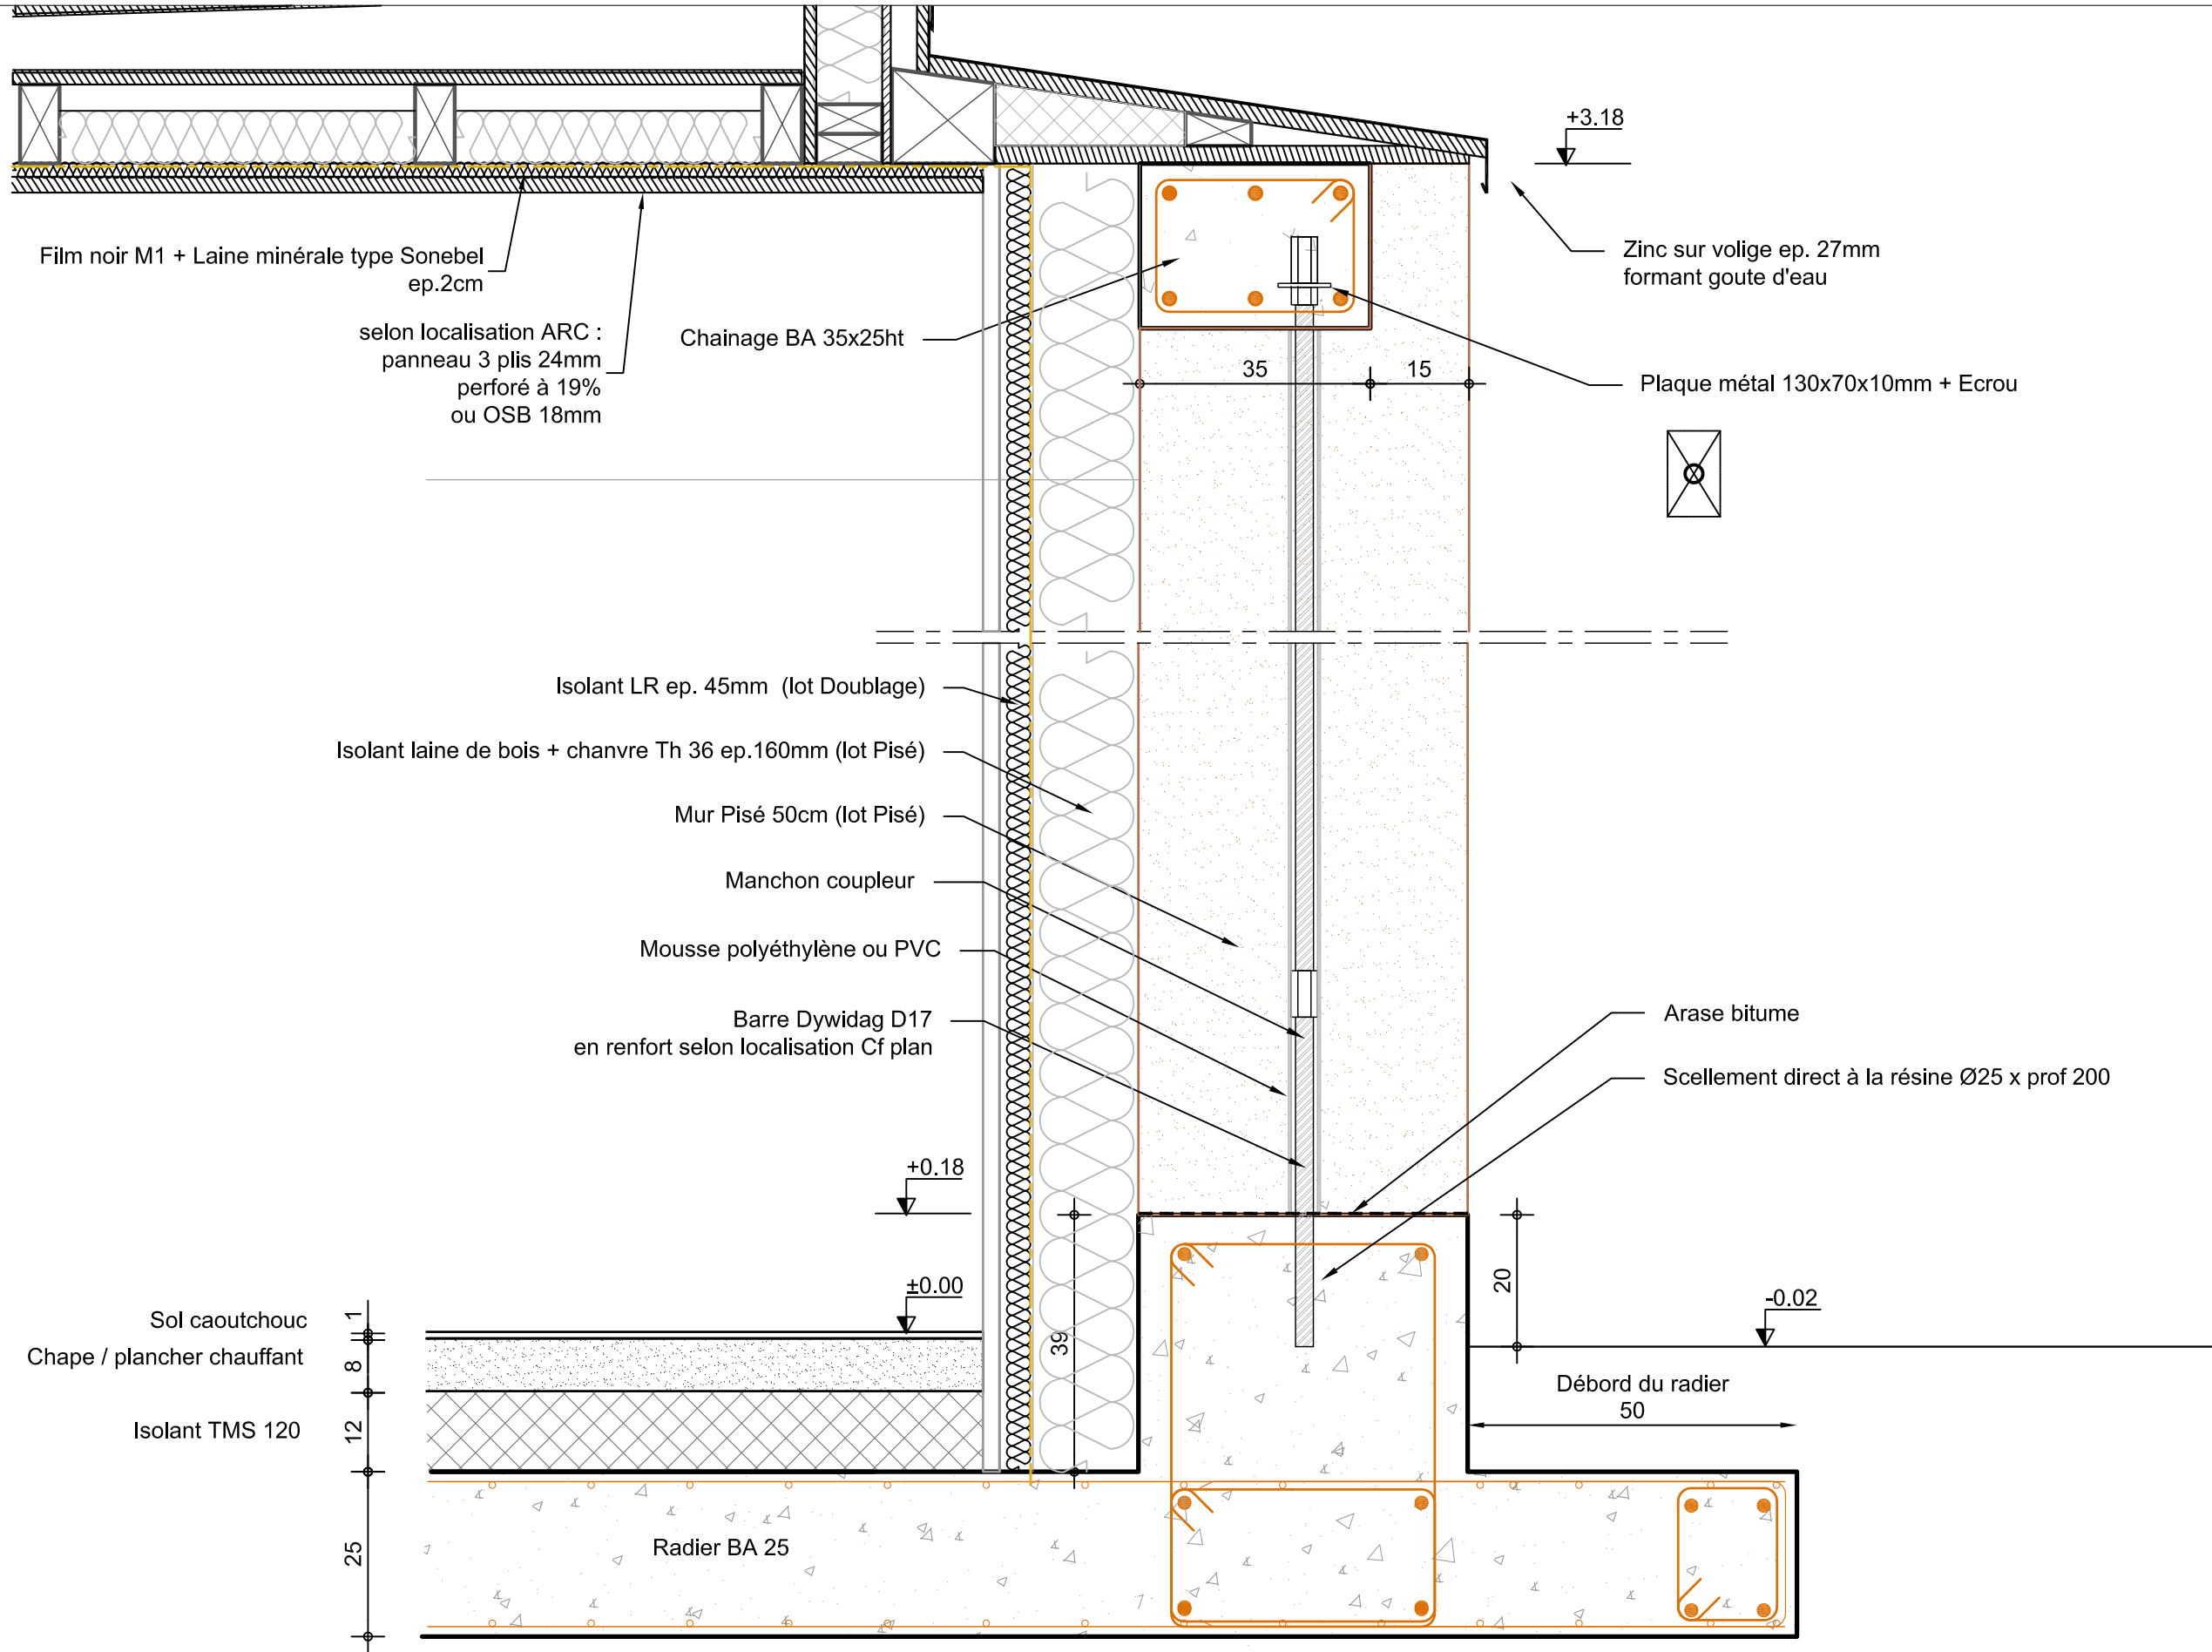 +3.18
Film noir M1 + Laine minérale type Sonebel
ep.2cm
Zinc sur volige ep. 27mm
formant goute d'eau
selon localisation ARC :
panneau 3 plis 24mm
perforé à 19%
ou OSB 18mm
Chainage BA 35x25ht
35
15
Plaque métal 130x70x10mm + Ecrou
Isolant LR ep. 45mm (lot Doublage)
Isolant laine de bois + chanvre Th 36 ep.160mm (lot Pisé)
Mur Pisé 50cm (lot Pisé)
Manchon coupleur
Mousse polyéthylène ou PVC
Barre Dywidag D17
en renfort selon localisation Cf plan
Arase bitume
Scellement direct à la résine Ø25 x prof 200
+0.18
±0.00
39
20
-0.02
Sol caoutchouc
1
Chape / plancher chauffant
8
Isolant TMS 120
12
Débord du radier
50
Radier BA 25
25